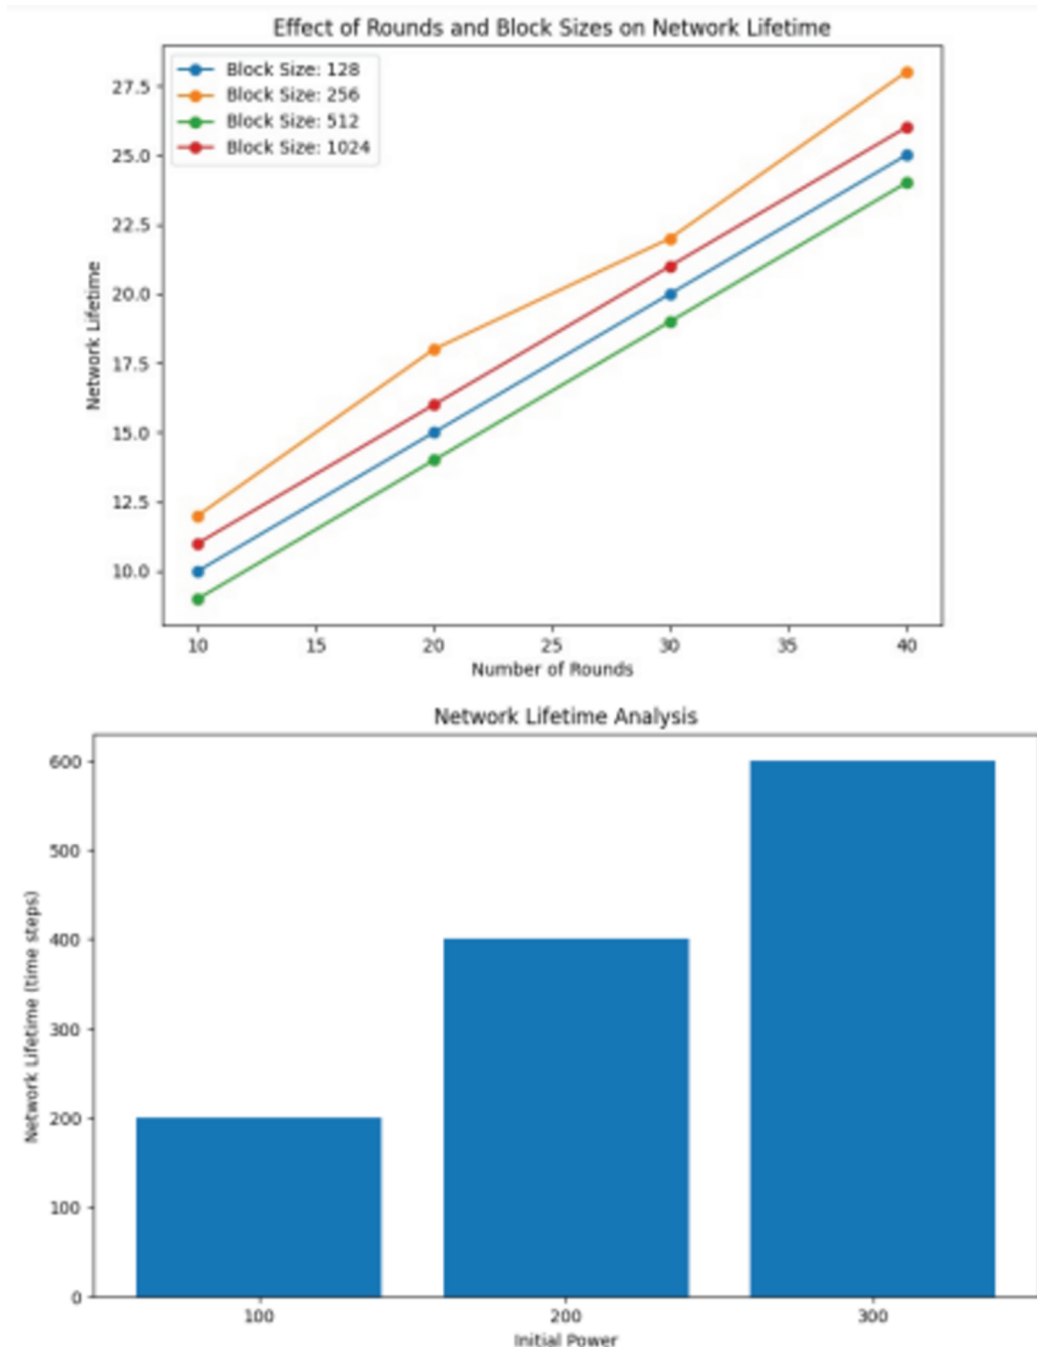 Effect of Rounds and Block Sizes on Network Lifetime
Block Size: 128
Block Size: 256
Block Size: 512
Block Size: 1024
27.5
25.0
22.5
20.0
17.5
15.0
12.5
10.0
Network Lifetime
10 15 20 25 30 35 40
Number of Rounds
Network Lifetime Analysis
600
500
400
300
200
100
0
Network Lifetime (time steps)
100 200 300
Initial Power